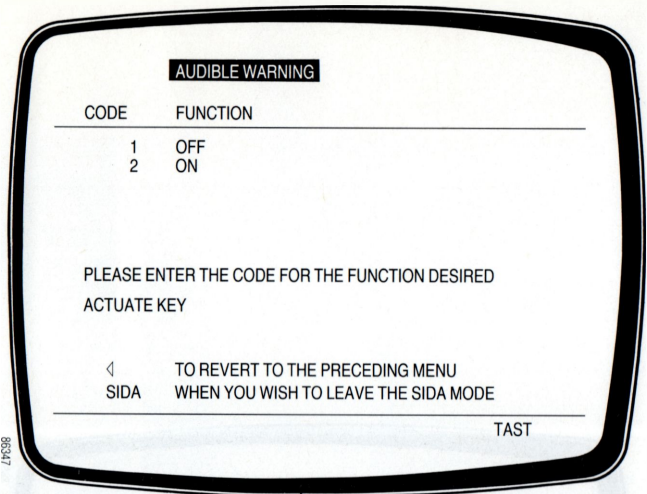 AUDIBLE WARNING
CODE FUNCTION
1 OFF
2 ON
PLEASE ENTER THE CODE FOR THE FUNCTION DESIRED
ACTUATE KEY
◁ TO REVERT TO THE PRECEDING MENU
SIDA WHEN YOU WISH TO LEAVE THE SIDA MODE
TAST
86347